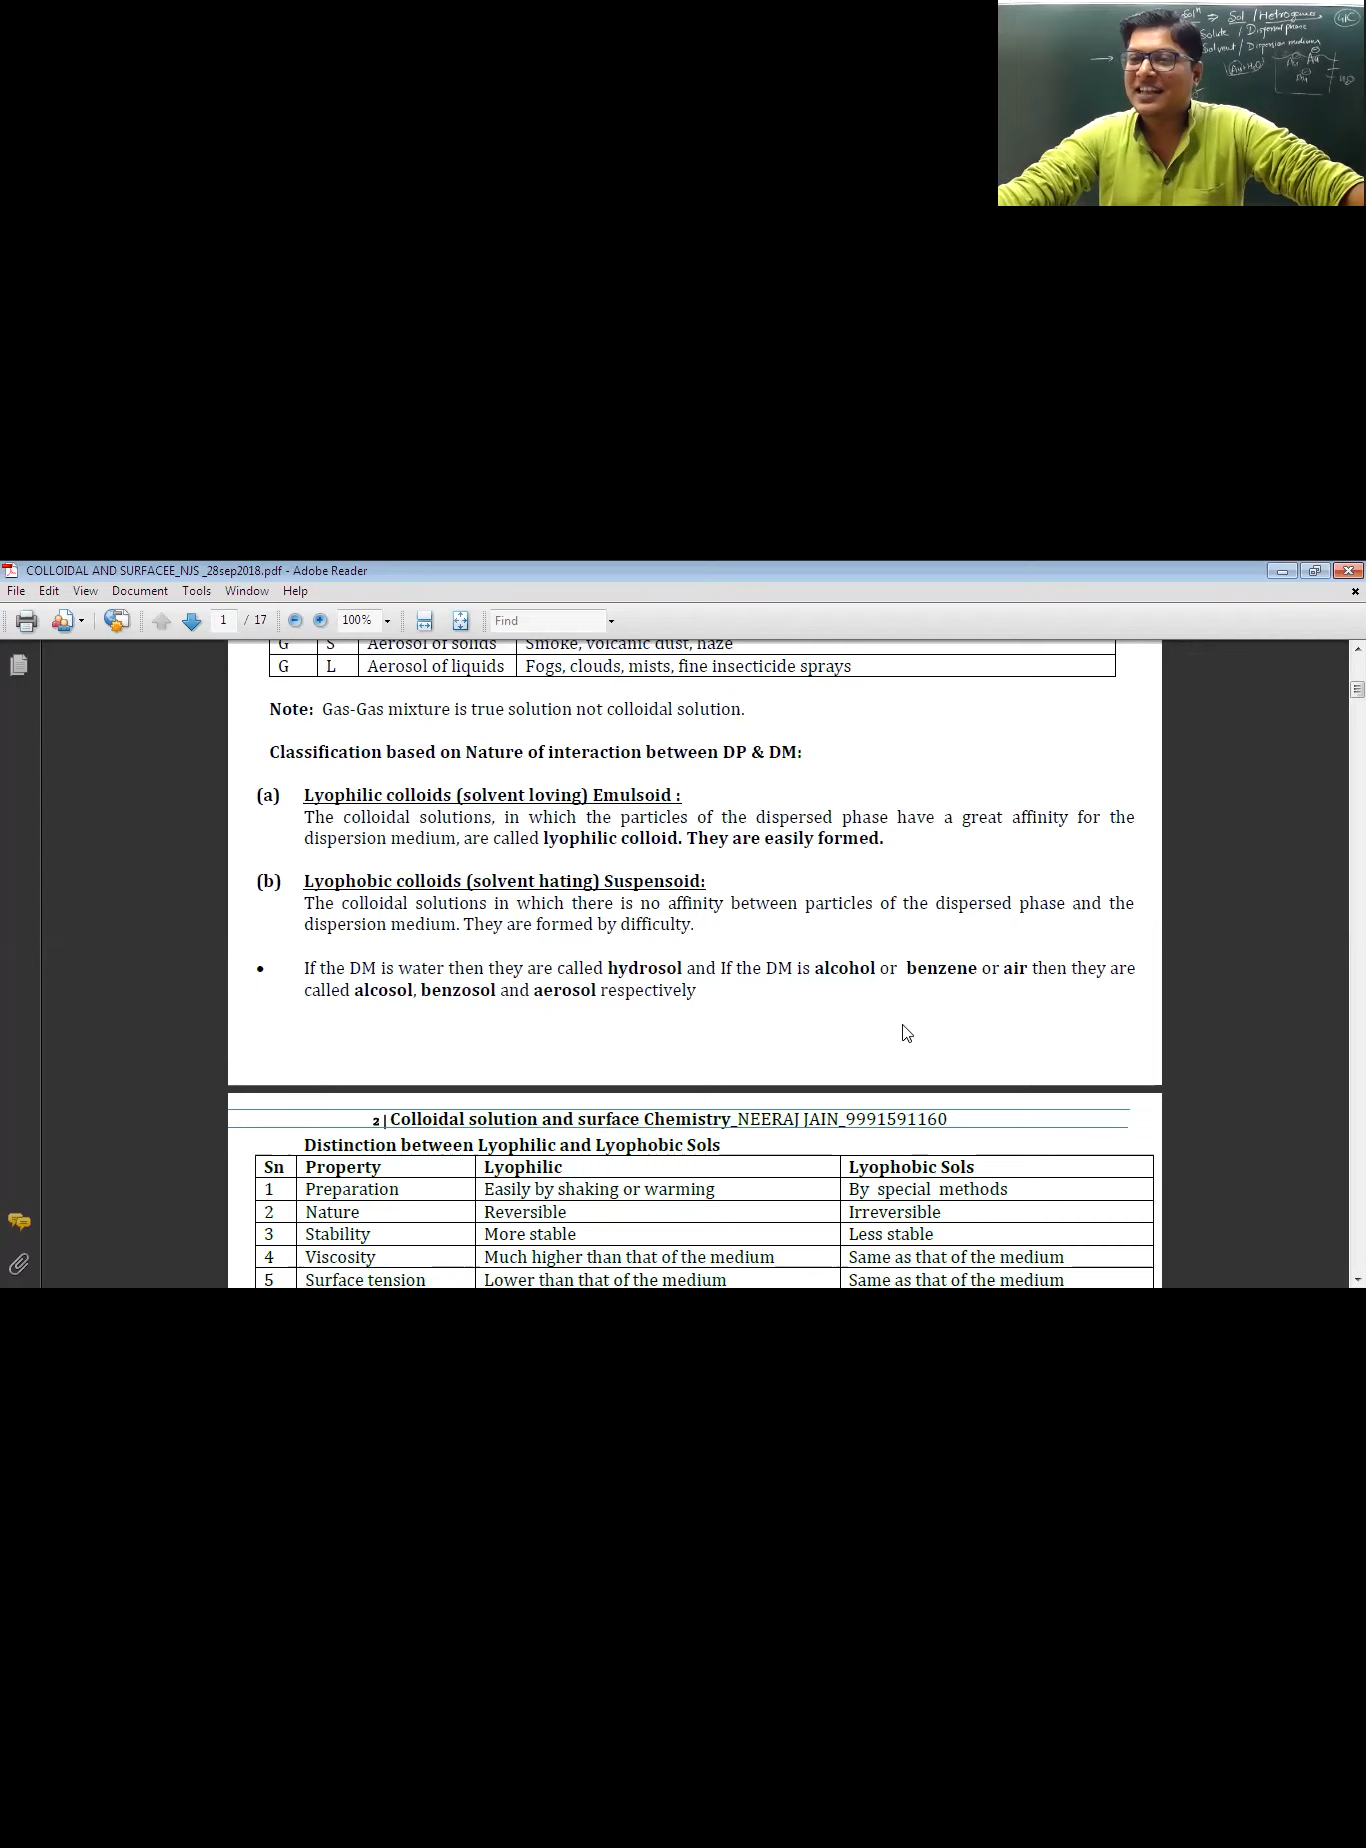 Solⁿ ⇒ Sol / Hetrogenous
Solute / Dispersed phase
Solvent / Dispersion medium
Au+H₂O
Au Au
Au
COLLOIDAL AND SURFACEE_NJS _28sep2018.pdf - Adobe Reader
File Edit View Document Tools Window Help
1 / 17 100% Find
G S Aerosol of solids Smoke, volcanic dust, haze
G L Aerosol of liquids Fogs, clouds, mists, fine insecticide sprays
Note: Gas-Gas mixture is true solution not colloidal solution.
Classification based on Nature of interaction between DP & DM:
(a) Lyophilic colloids (solvent loving) Emulsoid :
The colloidal solutions, in which the particles of the dispersed phase have a great affinity for the
dispersion medium, are called lyophilic colloid. They are easily formed.
(b) Lyophobic colloids (solvent hating) Suspensoid:
The colloidal solutions in which there is no affinity between particles of the dispersed phase and the
dispersion medium. They are formed by difficulty.
• If the DM is water then they are called hydrosol and If the DM is alcohol or benzene or air then they are
called alcosol, benzosol and aerosol respectively
2 | Colloidal solution and surface Chemistry_NEERAJ JAIN_9991591160
Distinction between Lyophilic and Lyophobic Sols
Sn Property Lyophilic Lyophobic Sols
1 Preparation Easily by shaking or warming By special methods
2 Nature Reversible Irreversible
3 Stability More stable Less stable
4 Viscosity Much higher than that of the medium Same as that of the medium
5 Surface tension Lower than that of the medium Same as that of the medium